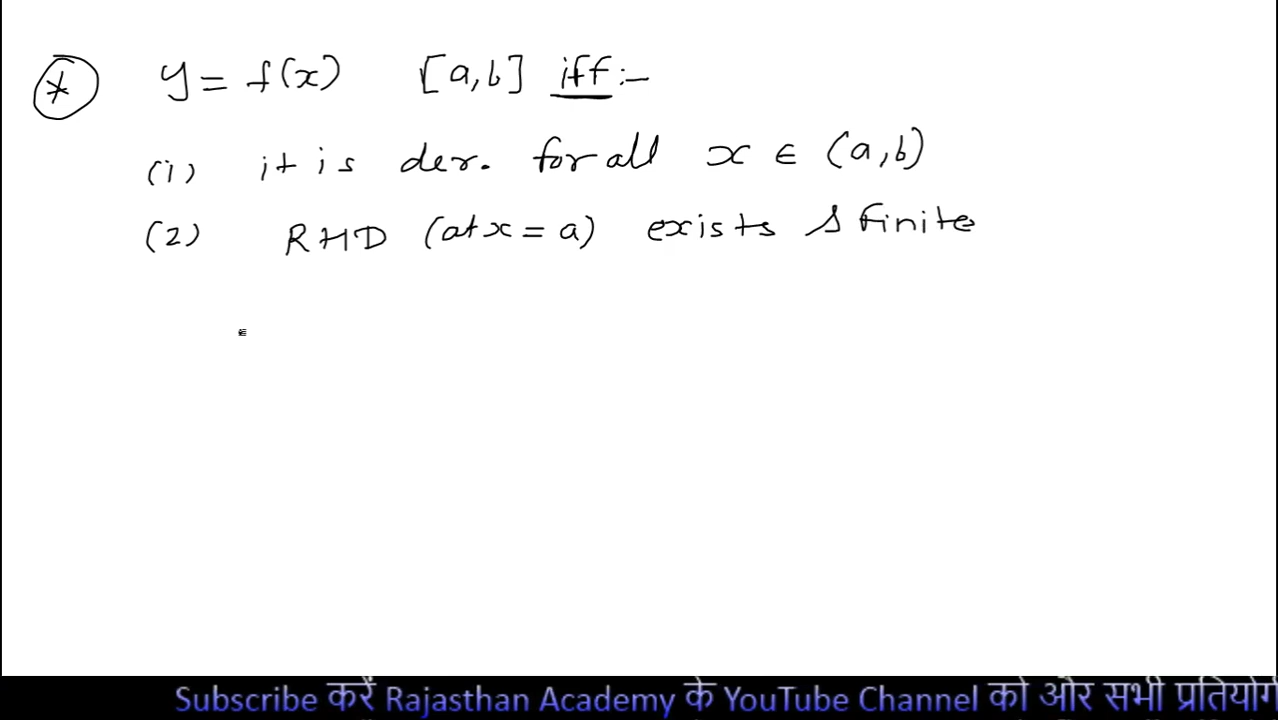 * y = f(x) [a,b] iff :-
(1) it is der. for all x ∈ (a,b)
(2) RHD (at x = a) exists & finite
Subscribe करें Rajasthan Academy के YouTube Channel को और सभी प्रतियोगी